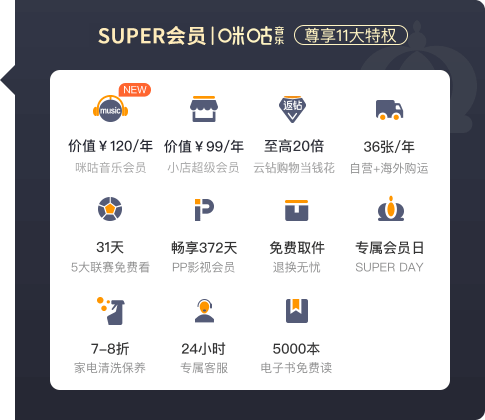 SUPER会员|咪咕音乐 尊享11大特权
NEW
music
返钻
价值￥120/年 价值￥99/年 至高20倍 36张/年
咪咕音乐会员 小店超级会员 云钻购物当钱花 自营+海外购运
31天 畅享372天 免费取件 专属会员日
5大联赛免费看 PP影视会员 退换无忧 SUPER DAY
7-8折 24小时 5000本
家电清洗保养 专属客服 电子书免费读